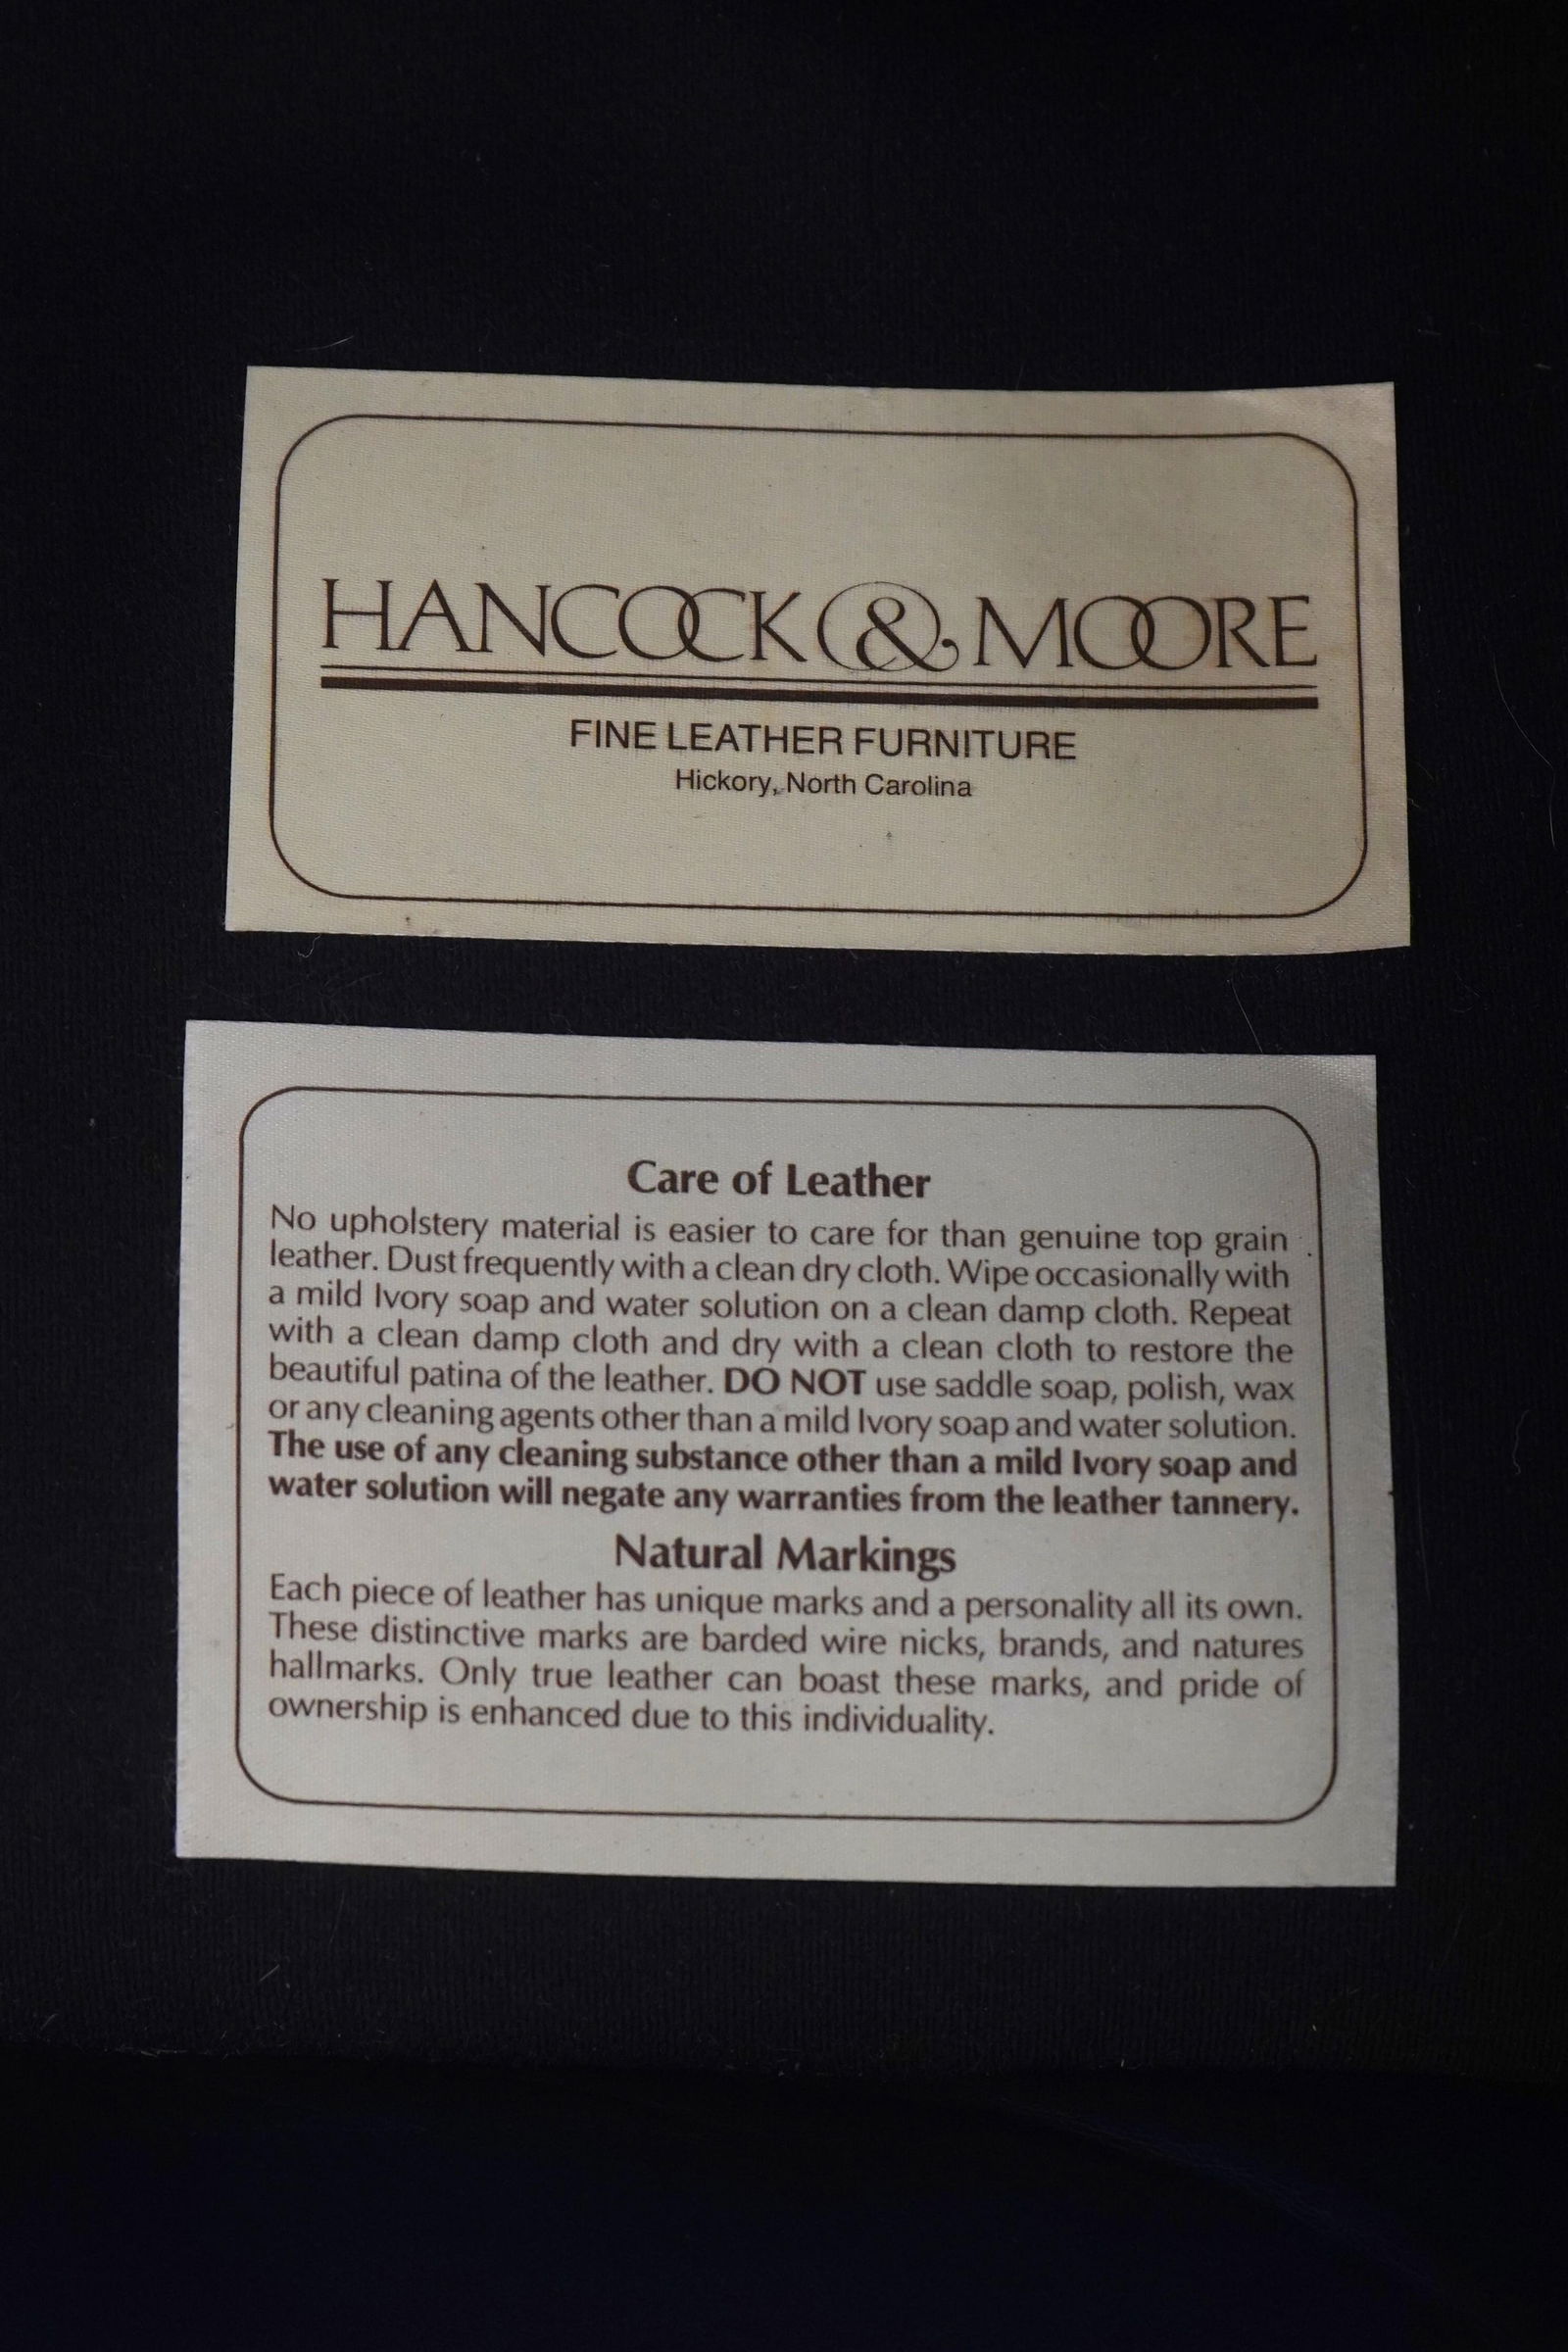 HANCOCK & MOORE
FINE LEATHER FURNITURE
Hickory, North Carolina
Care of Leather
No upholstery material is easier to care for than genuine top grain
leather. Dust frequently with a clean dry cloth. Wipe occasionally with
a mild Ivory soap and water solution on a clean damp cloth. Repeat
with a clean damp cloth and dry with a clean cloth to restore the
beautiful patina of the leather. DO NOT use saddle soap, polish, wax
or any cleaning agents other than a mild Ivory soap and water solution.
The use of any cleaning substance other than a mild Ivory soap and
water solution will negate any warranties from the leather tannery.
Natural Markings
Each piece of leather has unique marks and a personality all its own.
These distinctive marks are barded wire nicks, brands, and natures
hallmarks. Only true leather can boast these marks, and pride of
ownership is enhanced due to this individuality.